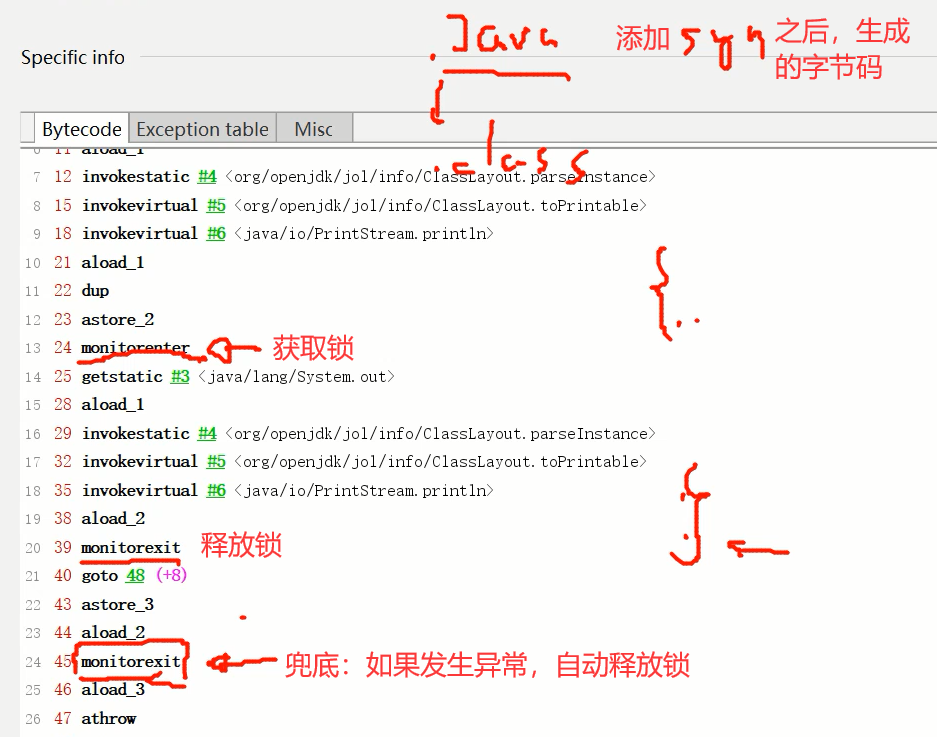 .Java
添加 syn 之后，生成
的字节码
Specific info
.class
Bytecode Exception table Misc
6 11 aload_1
7 12 invokestatic #4 <org/openjdk/jol/info/ClassLayout.parseInstance>
8 15 invokevirtual #5 <org/openjdk/jol/info/ClassLayout.toPrintable>
9 18 invokevirtual #6 <java/io/PrintStream.println>
10 21 aload_1
11 22 dup
12 23 astore_2
13 24 monitorenter 获取锁
14 25 getstatic #3 <java/lang/System.out>
15 28 aload_1
16 29 invokestatic #4 <org/openjdk/jol/info/ClassLayout.parseInstance>
17 32 invokevirtual #5 <org/openjdk/jol/info/ClassLayout.toPrintable>
18 35 invokevirtual #6 <java/io/PrintStream.println>
19 38 aload_2
20 39 monitorexit 释放锁
21 40 goto 48 (+8)
22 43 astore_3
23 44 aload_2
24 45 monitorexit 兜底：如果发生异常，自动释放锁
25 46 aload_3
26 47 athrow